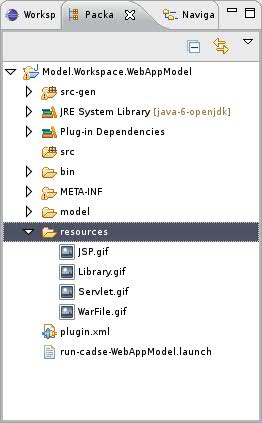 Worksp Packa Naviga
Model.Workspace.WebAppModel
src-gen
JRE System Library [java-6-openjdk]
Plug-in Dependencies
src
bin
META-INF
model
resources
JSP.gif
Library.gif
Servlet.gif
WarFile.gif
plugin.xml
run-cadse-WebAppModel.launch